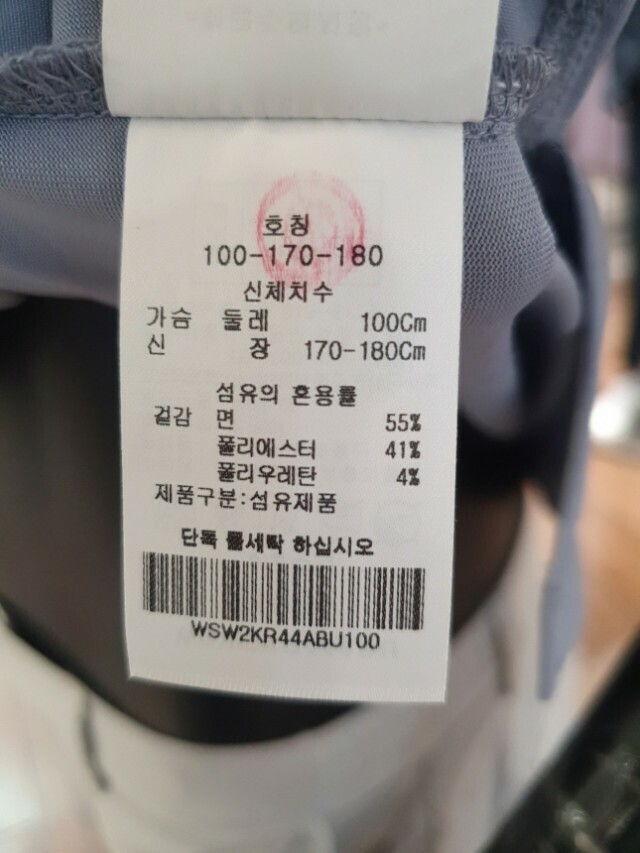 호칭
100-170-180
신체치수
가슴 둘레 100Cm
신 장 170-180Cm
섬유의 혼용률
겉감 면 55%
폴리에스터 41%
폴리우레탄 4%
제품구분:섬유제품
단독 물세탁 하십시오
WSW2KR44ABU100